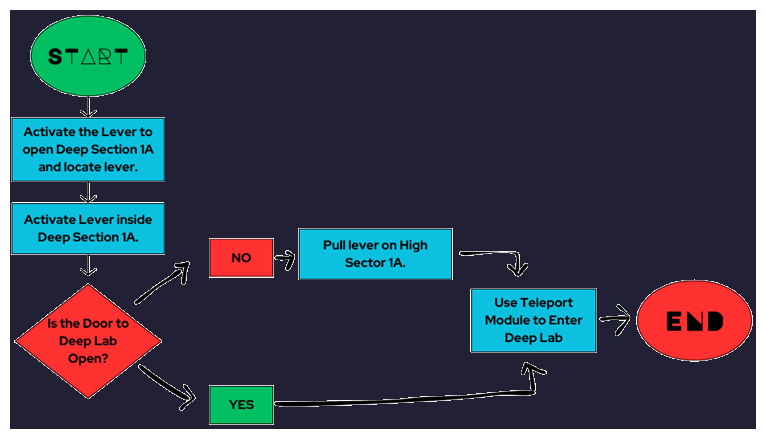 START
Activate the Lever to
open Deep Section 1A
and locate lever.
Activate Lever inside
Deep Section 1A.
Is the Door to
Deep Lab
Open?
NO
Pull lever on High
Sector 1A.
YES
Use Teleport
Module to Enter
Deep Lab
END